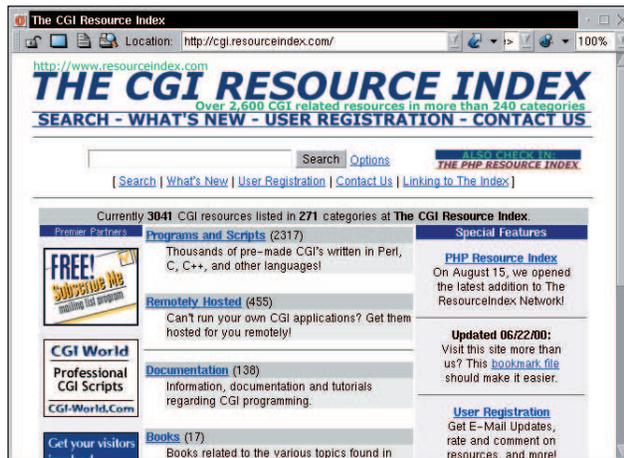 The CGI Resource Index
Location: http://cgi.resourceindex.com/
100%
http://www.resourceindex.com
THE CGI RESOURCE INDEX
Over 2,600 CGI related resources in more than 240 categories
SEARCH - WHAT'S NEW - USER REGISTRATION - CONTACT US
Search Options
ALSO CHECK IN:
THE PHP RESOURCE INDEX
[ Search | What's New | User Registration | Contact Us | Linking to The Index ]
Currently 3041 CGI resources listed in 271 categories at The CGI Resource Index.
Premier Partners
FREE!
Subscribe Me
mailing list program
CGI World
Professional
CGI Scripts
CGI-World.Com
Get your visitors
Programs and Scripts (2317)
Thousands of pre-made CGI's written in Perl,
C, C++, and other languages!
Remotely Hosted (455)
Can't run your own CGI applications? Get them
hosted for you remotely!
Documentation (138)
Information, documentation and tutorials
regarding CGI programming.
Books (17)
Books related to the various topics found in
Special Features
PHP Resource Index
On August 15, we opened
the latest addition to The
ResourceIndex Network!
Updated 06/22/00:
Visit this site more than
us? This bookmark file
should make it easier.
User Registration
Get E-Mail Updates,
rate and comment on
resources, and more!